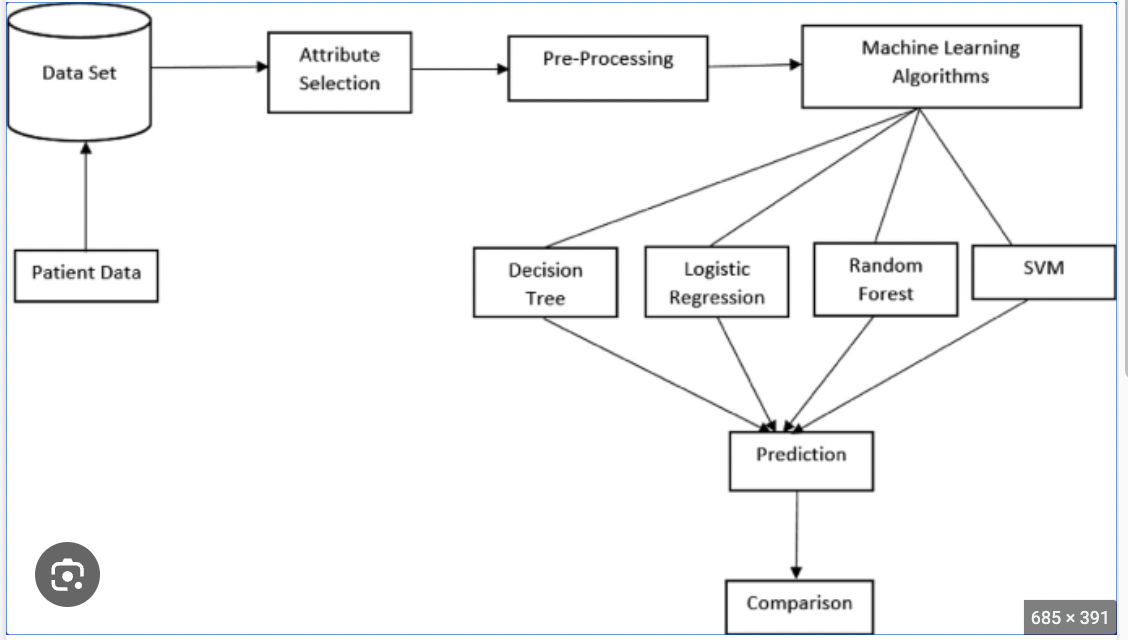 Data Set
Attribute
Selection
Pre-Processing
Machine Learning
Algorithms
Patient Data
Decision
Tree
Logistic
Regression
Random
Forest
SVM
Prediction
Comparison
685 × 391